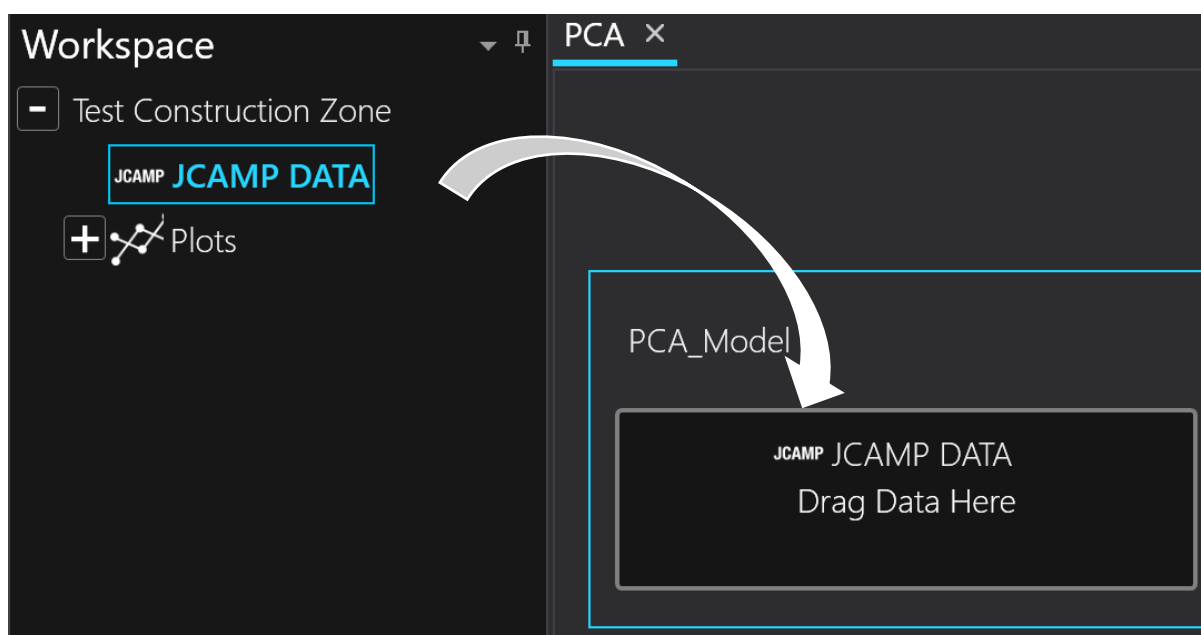 Workspace
Test Construction Zone
JCAMP JCAMP DATA
Plots
PCA
PCA_Model
JCAMP JCAMP DATA
Drag Data Here